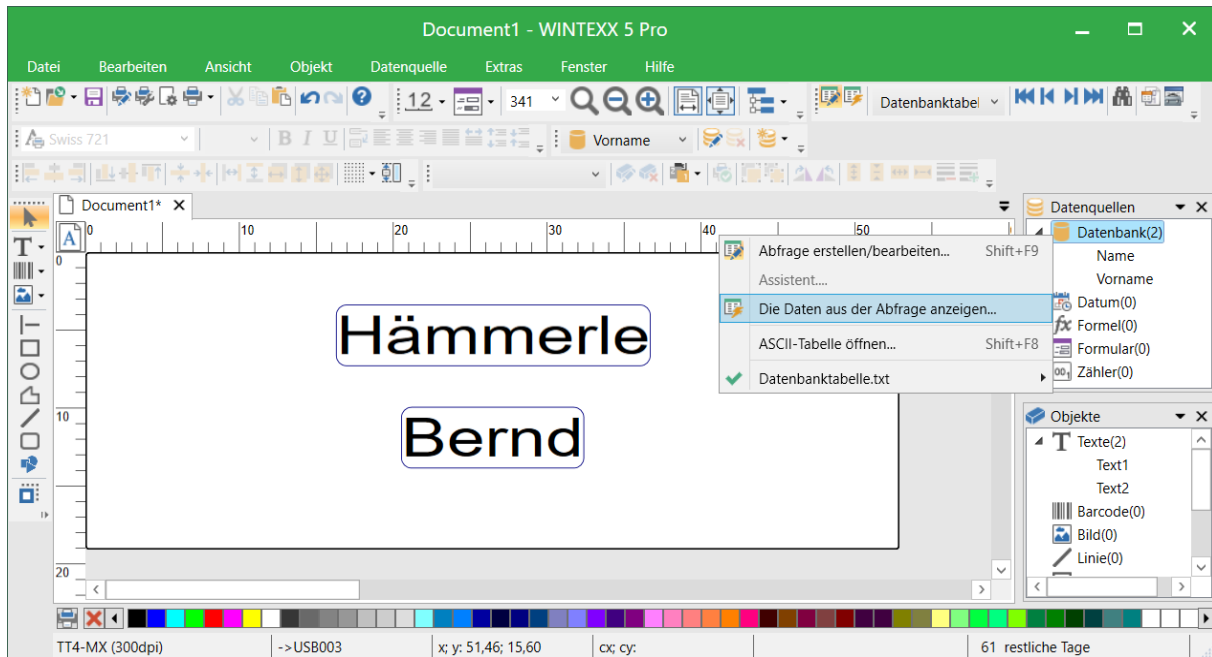 Document1 - WINTEXX 5 Pro
Datei Bearbeiten Ansicht Objekt Datenquelle Extras Fenster Hilfe
12 341 Datenbanktabel
Swiss 721 B I U Vorname
Document1* Datenquellen
0 10 20 30 40 50
Datenbank(2)
Name
Vorname
Datum(0)
fx Formel(0)
Formular(0)
Zähler(0)
Abfrage erstellen/bearbeiten... Shift+F9
Assistent....
Die Daten aus der Abfrage anzeigen...
ASCII-Tabelle öffnen... Shift+F8
Datenbanktabelle.txt
0
10
20
Hämmerle
Bernd
Objekte
Texte(2)
Text1
Text2
Barcode(0)
Bild(0)
Linie(0)
TT4-MX (300dpi) ->USB003 x; y: 51,46; 15,60 cx; cy: 61 restliche Tage